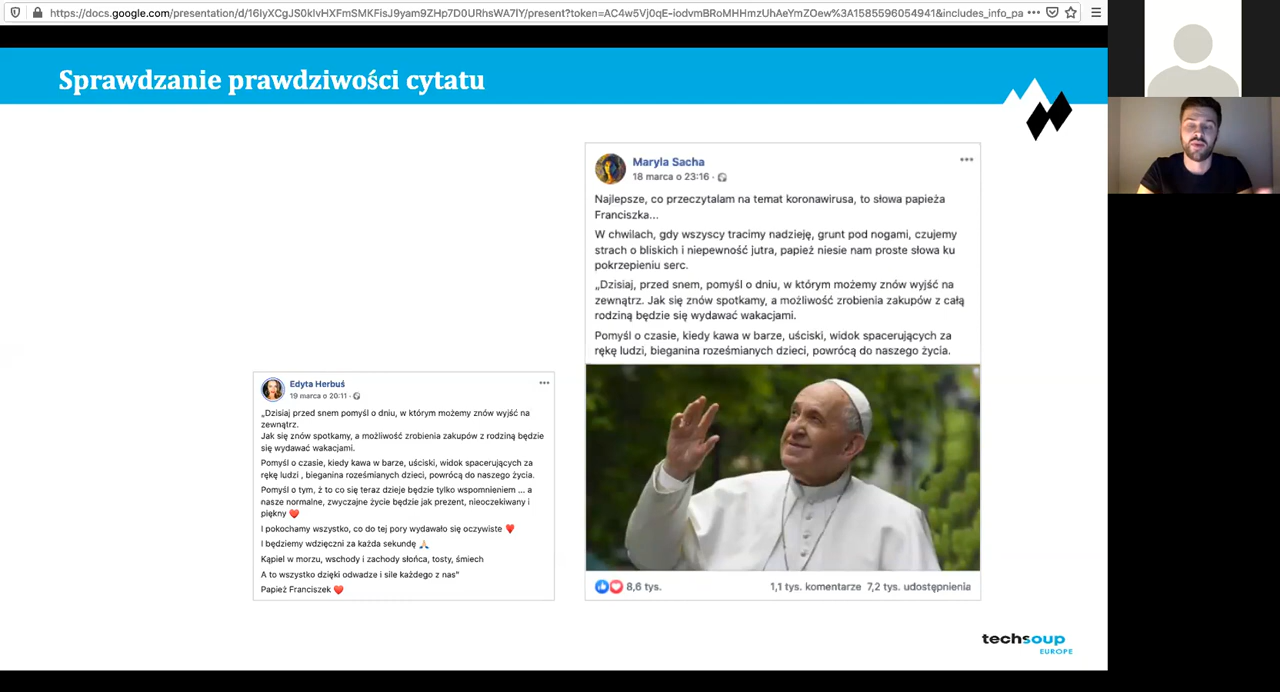 https://docs.google.com/presentation/d/16IyXCgJS0klvHXFmSMKFisJ9yam9ZHp7D0URhsWA7IY/present?token=AC4w5Vj0qE-iodvmBRoMHHmzUhAeYmZOew%3A1585596054941&includes_info_pa
Sprawdzanie prawdziwości cytatu
Maryla Sacha
18 marca o 23:16 ·
Najlepsze, co przeczytalam na temat koronawirusa, to słowa papieża
Franciszka...
W chwilach, gdy wszyscy tracimy nadzieję, grunt pod nogami, czujemy
strach o bliskich i niepewność jutra, papież niesie nam proste słowa ku
pokrzepieniu serc.
„Dzisiaj, przed snem, pomyśl o dniu, w którym możemy znów wyjść na
zewnątrz. Jak się znów spotkamy, a możliwość zrobienia zakupów z całą
rodziną będzie się wydawać wakacjami.
Pomyśl o czasie, kiedy kawa w barze, uściski, widok spacerujących za
rękę ludzi, bieganina roześmianych dzieci, powrócą do naszego życia.
8,6 tys.
1,1 tys. komentarze 7,2 tys. udostępnienia
Edyta Herbuś
19 marca o 20:11 ·
„Dzisiaj przed snem pomyśl o dniu, w którym możemy znów wyjść na
zewnątrz.
Jak się znów spotkamy, a możliwość zrobienia zakupów z rodziną będzie
się wydawać wakacjami.
Pomyśl o czasie, kiedy kawa w barze, uściski, widok spacerujących za
rękę ludzi , bieganina roześmianych dzieci, powrócą do naszego życia.
Pomyśl o tym, ż to co się teraz dzieje będzie tylko wspomnieniem ... a
nasze normalne, zwyczajne życie będzie jak prezent, nieoczekiwany i
piękny ❤️
I pokochamy wszystko, co do tej pory wydawało się oczywiste ❤️
I będziemy wdzięczni za każda sekundę 🙏🏻
Kąpiel w morzu, wschody i zachody słońca, tosty, śmiech
A to wszystko dzięki odwadze i sile każdego z nas"
Papież Franciszek ❤️
techsoup
EUROPE